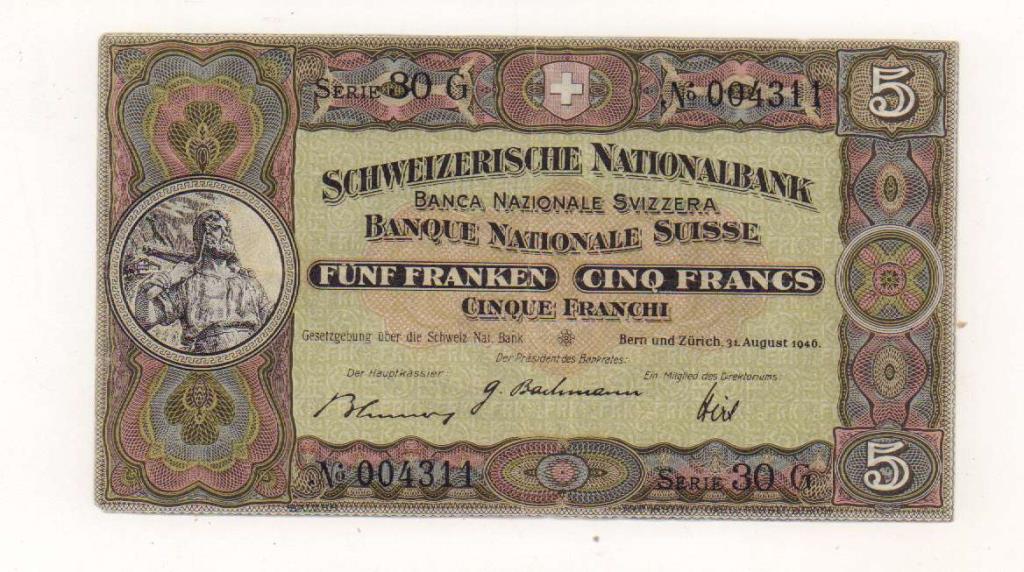 SERIE 30 G
№ 004311
5
SCHWEIZERISCHE NATIONALBANK
BANCA NAZIONALE SVIZZERA
BANQUE NATIONALE SUISSE
FÜNF FRANKEN CINQ FRANCS
CINQUE FRANCHI
Gesetzgebung über die Schweiz. Nat. Bank
Bern und Zürich, 31. August 1946.
Der Präsident des Bankrates:
Der Hauptkassier:
Ein Mitglied des Direktoriums:
G. Bachmann
№ 004311
SERIE 30 G
5